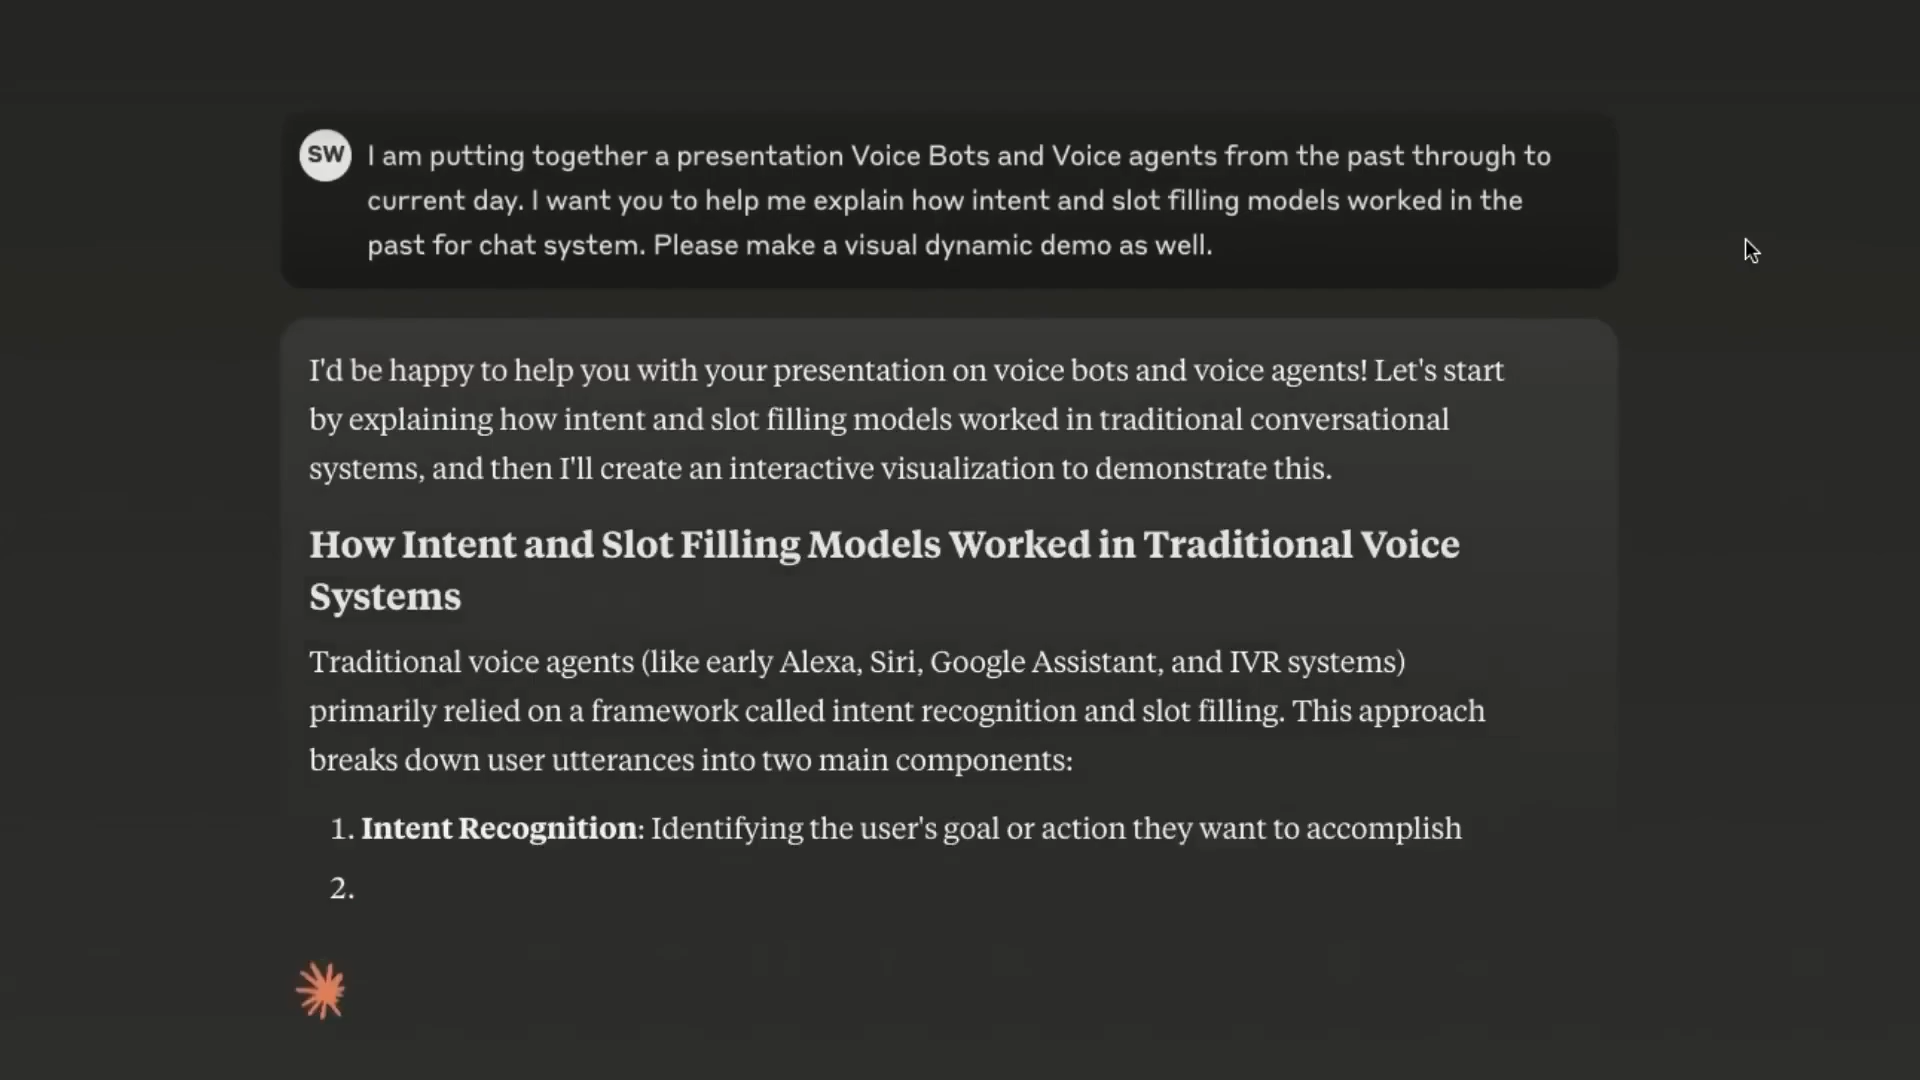 SW
I am putting together a presentation Voice Bots and Voice agents from the past through to
current day. I want you to help me explain how intent and slot filling models worked in the
past for chat system. Please make a visual dynamic demo as well.
I'd be happy to help you with your presentation on voice bots and voice agents! Let's start
by explaining how intent and slot filling models worked in traditional conversational
systems, and then I'll create an interactive visualization to demonstrate this.
How Intent and Slot Filling Models Worked in Traditional Voice
Systems
Traditional voice agents (like early Alexa, Siri, Google Assistant, and IVR systems)
primarily relied on a framework called intent recognition and slot filling. This approach
breaks down user utterances into two main components:
1. Intent Recognition: Identifying the user's goal or action they want to accomplish
2.